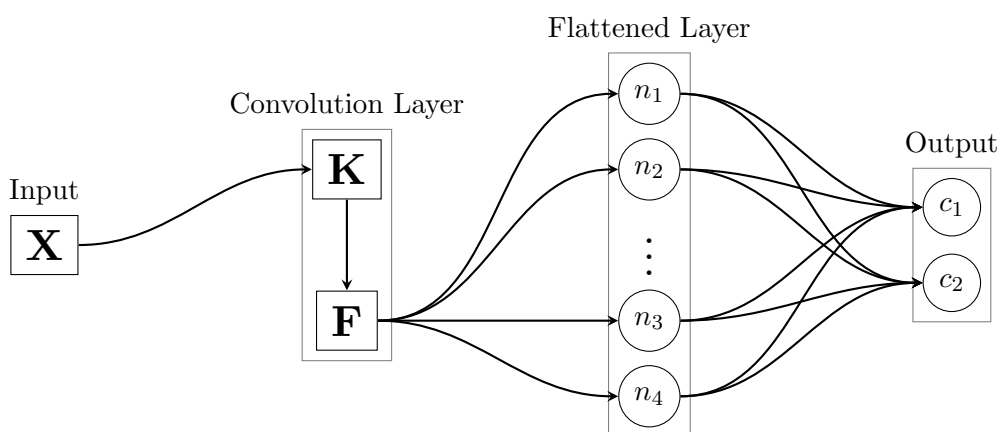 Input
X
Convolution Layer
K
F
Flattened Layer
n₁
n₂
⋮
n₃
n₄
Output
c₁
c₂